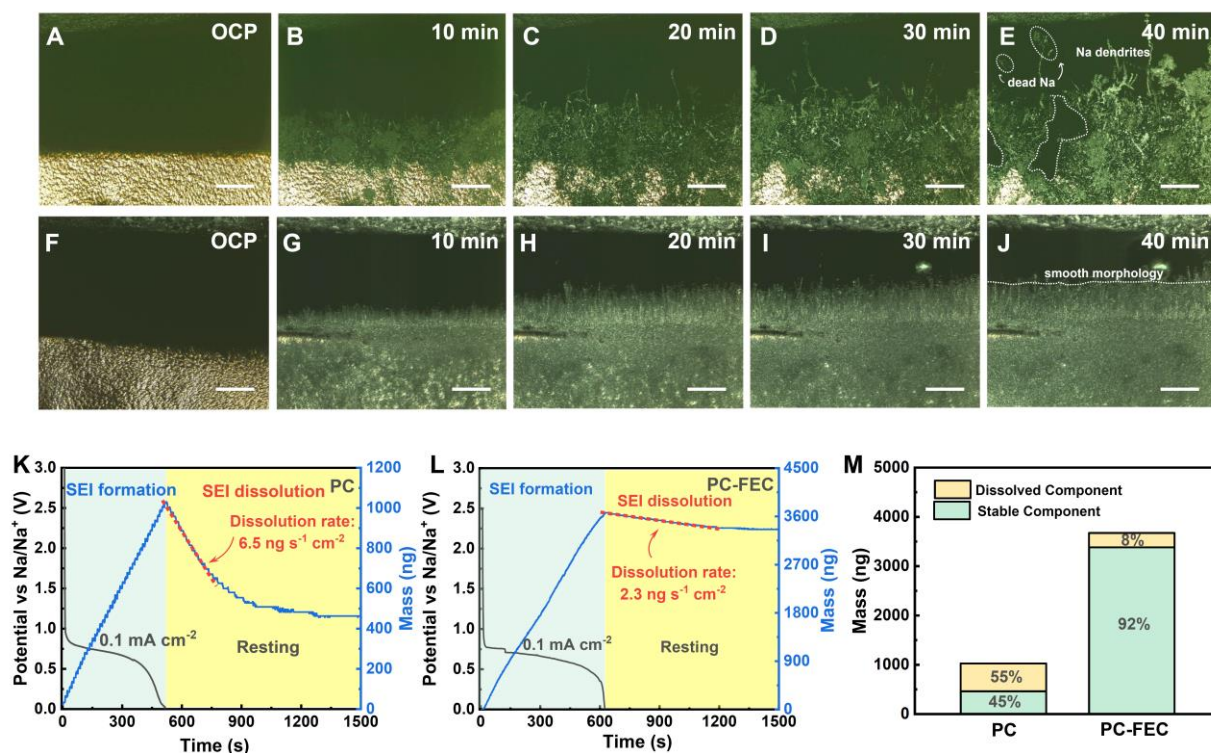 A OCP
B 10 min
C 20 min
D 30 min
E 40 min
Na dendrites
dead Na
F OCP
G 10 min
H 20 min
I 30 min
J 40 min
smooth morphology
K
3.0
2.5
2.0
1.5
1.0
0.5
0.0
Potential vs Na/Na⁺ (V)
SEI formation
SEI dissolution
PC
Dissolution rate:
6.5 ng s⁻¹ cm⁻²
0.1 mA cm⁻²
Resting
1200
1000
800
600
400
200
0
Mass (ng)
0 300 600 900 1200 1500
Time (s)
L
3.0
2.5
2.0
1.5
1.0
0.5
0.0
Potential vs Na/Na⁺ (V)
PC-FEC
SEI formation
SEI dissolution
Dissolution rate:
2.3 ng s⁻¹ cm⁻²
0.1 mA cm⁻²
Resting
4500
3600
2700
1800
900
0
Mass (ng)
0 300 600 900 1200 1500
Time (s)
M
5000
4000
3000
2000
1000
0
Mass (ng)
Dissolved Component
Stable Component
55%
45%
8%
92%
PC PC-FEC